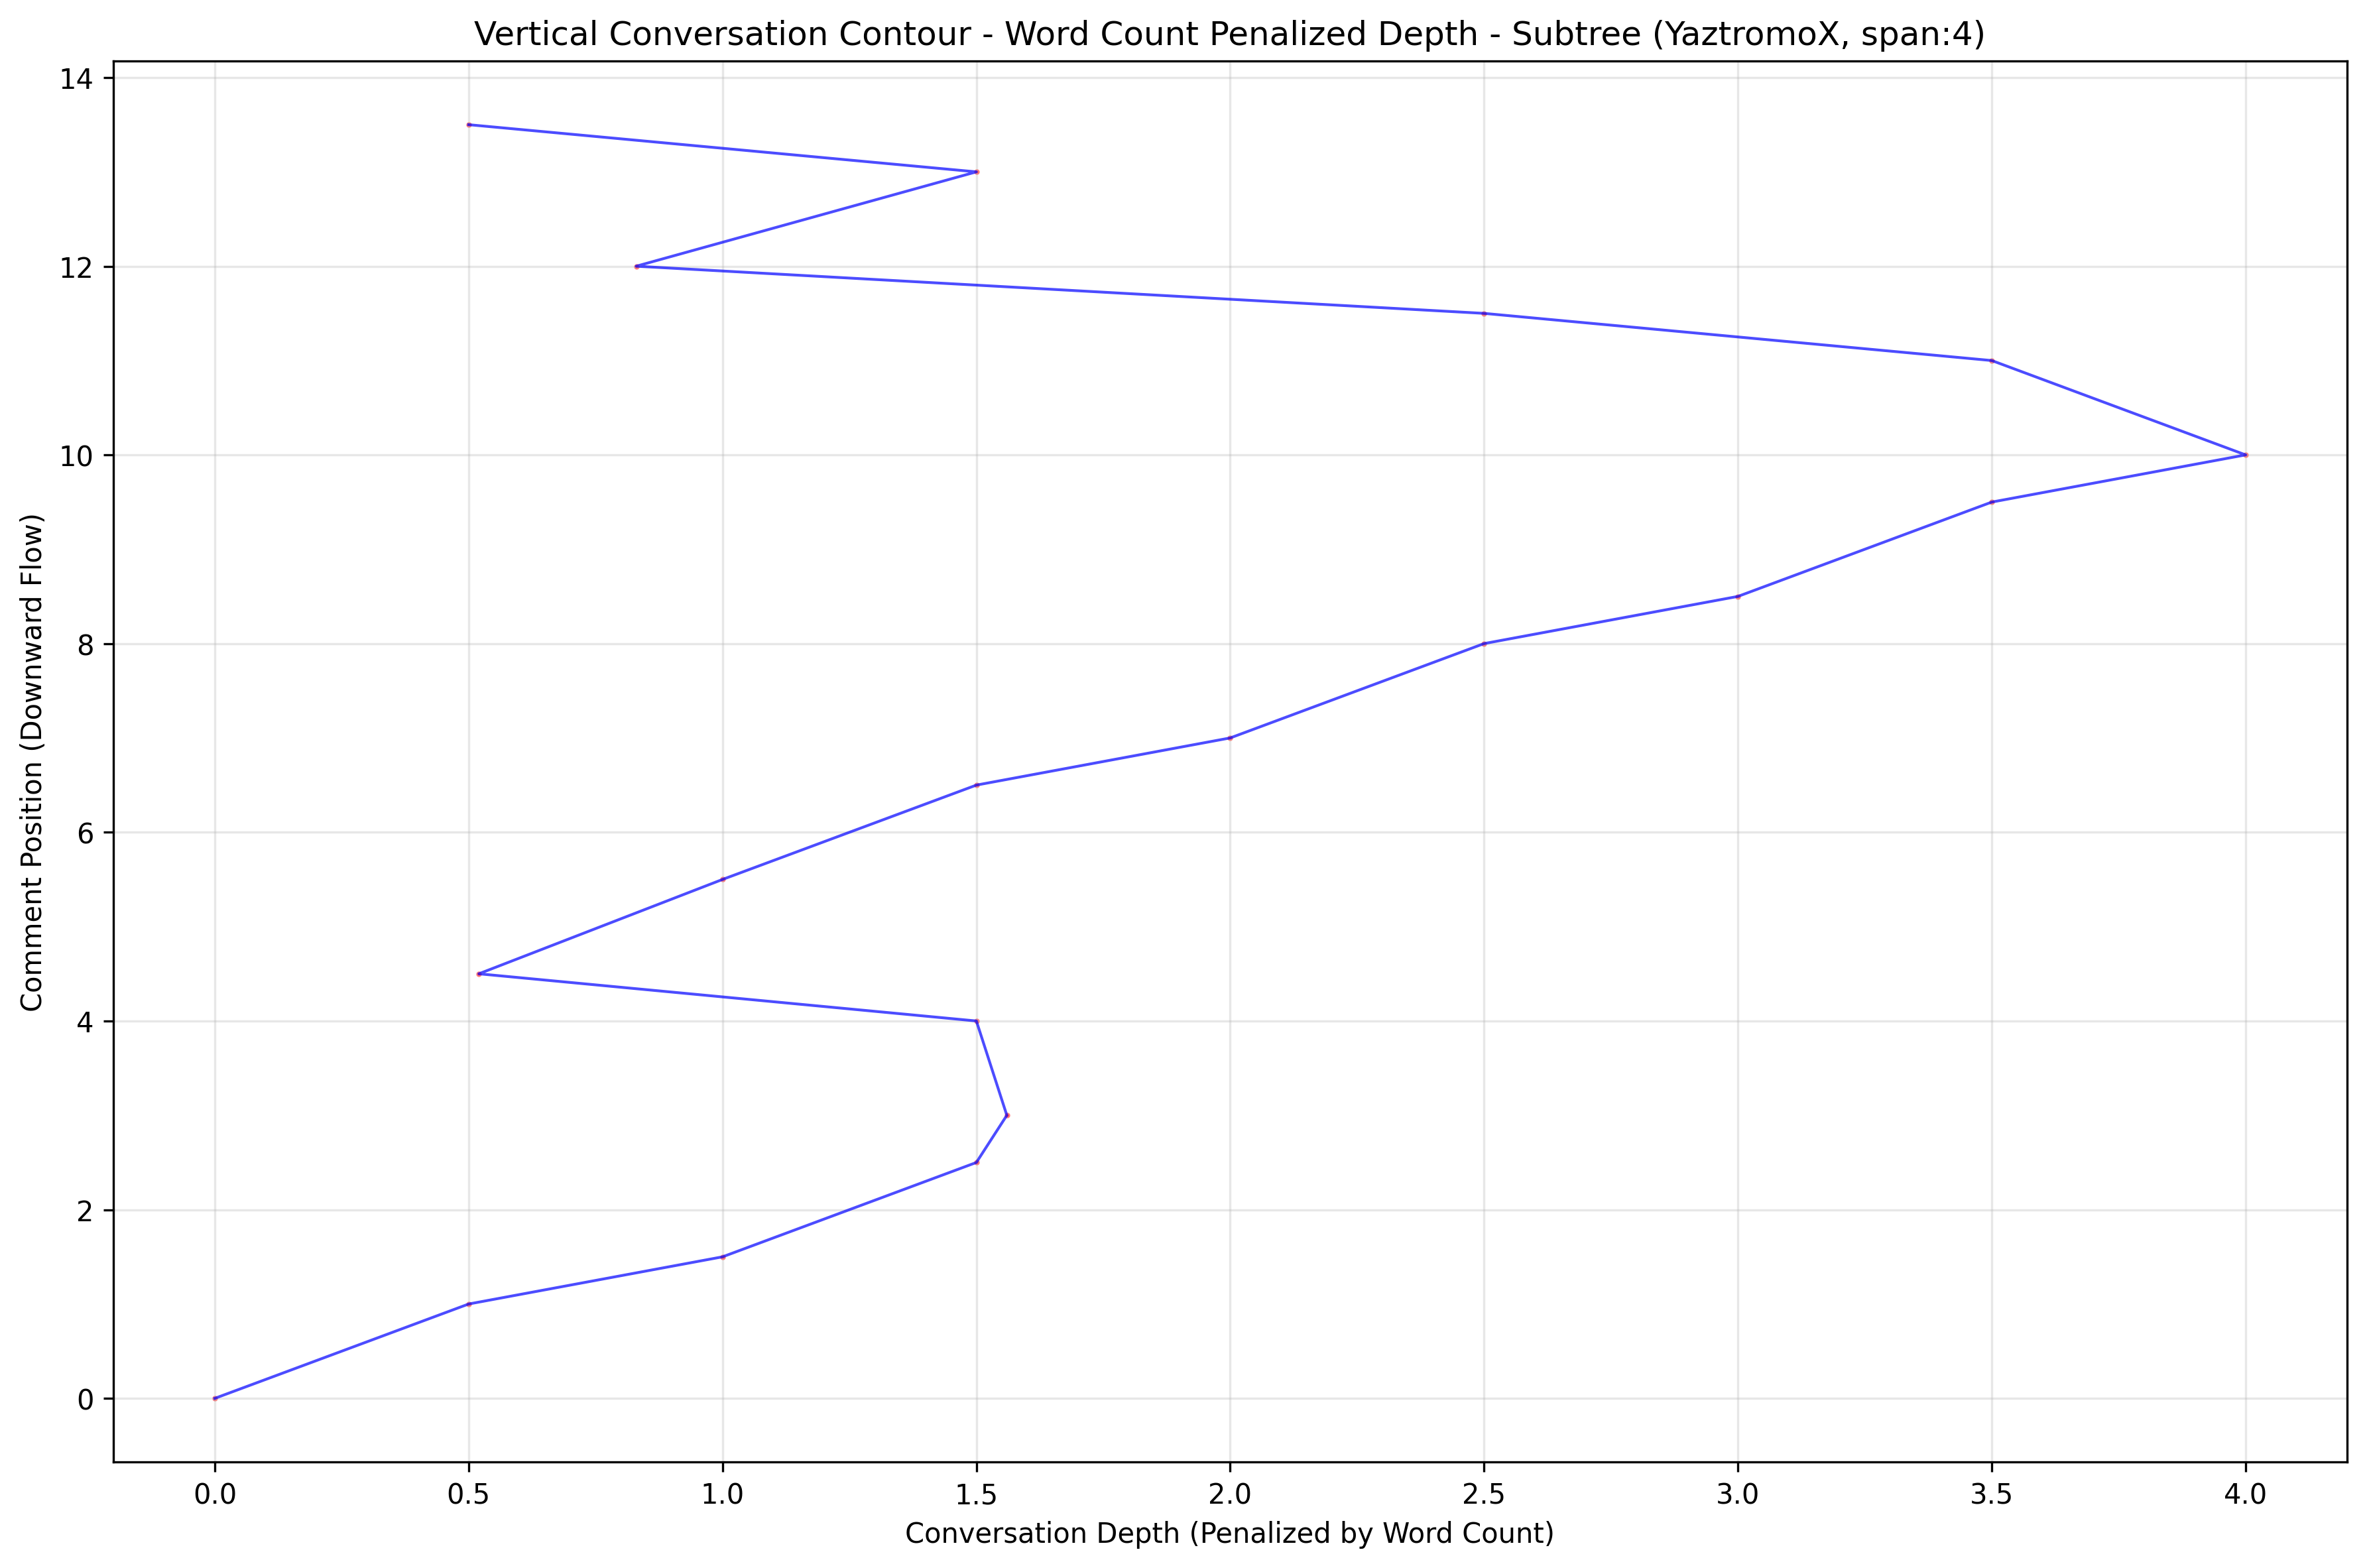 Vertical Conversation Contour - Word Count Penalized Depth - Subtree (YaztromoX, span:4)
14
12
10
8
6
4
2
0
Comment Position (Downward Flow)
0.0 0.5 1.0 1.5 2.0 2.5 3.0 3.5 4.0
Conversation Depth (Penalized by Word Count)